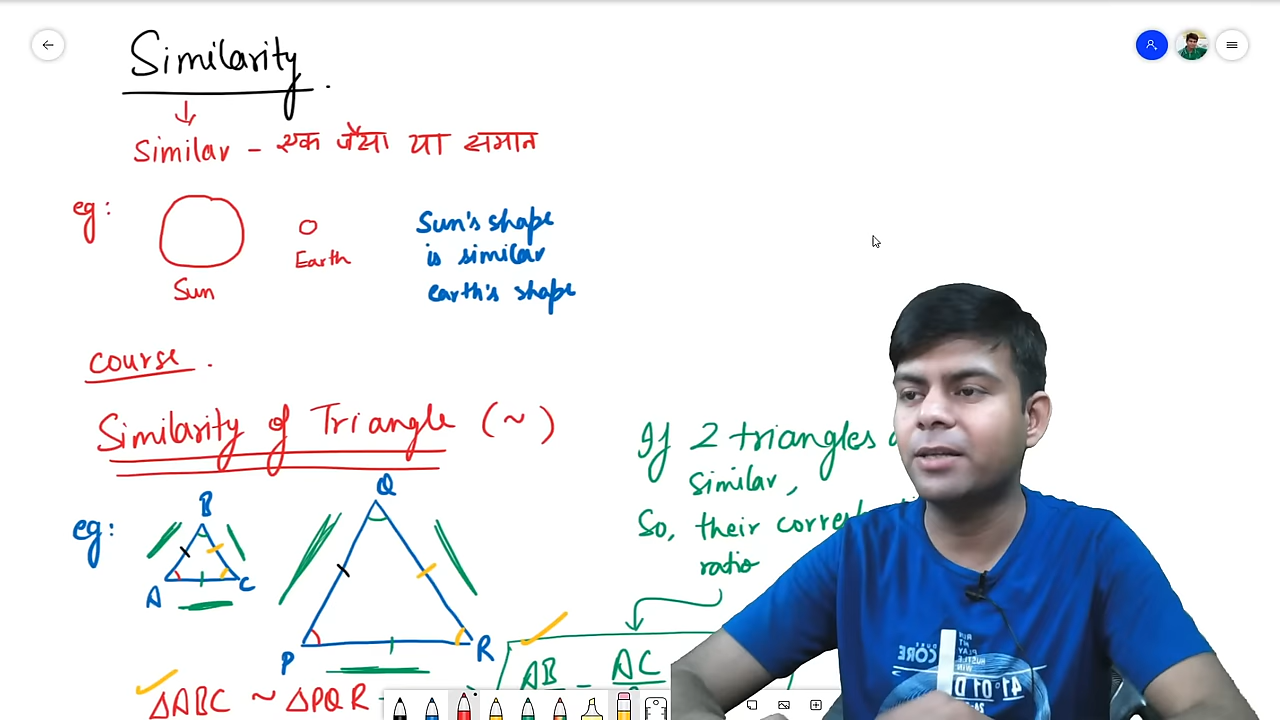 Similarity.
Similar - एक जैसा या समान
eg:
Sun
Earth
Sun's shape
is similar
earth's shape
course.
Similarity of Triangle (~)
eg:
B
A
C
Q
P
R
ΔABC ~ ΔPQR
If 2 triangles
similar,
So, their
ratio
AB = AC
CORE